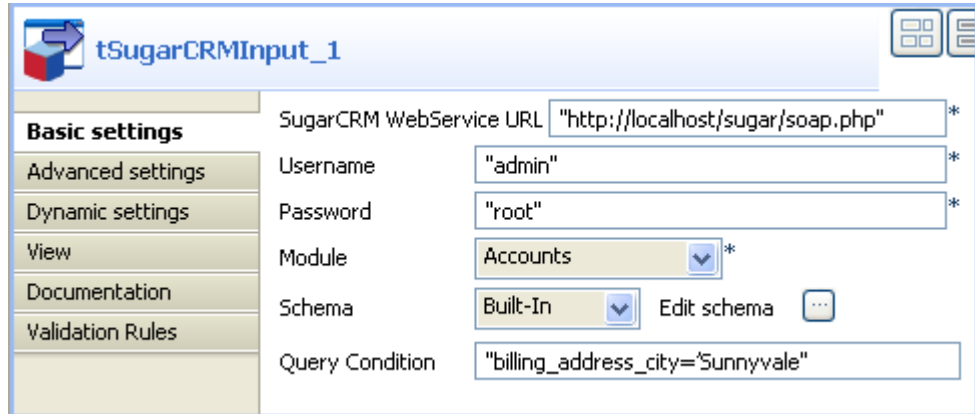 tSugarCRMInput_1
Basic settings
Advanced settings
Dynamic settings
View
Documentation
Validation Rules
SugarCRM WebService URL "http://localhost/sugar/soap.php" *
Username "admin" *
Password "root" *
Module Accounts *
Schema Built-In Edit schema ...
Query Condition "billing_address_city='Sunnyvale"